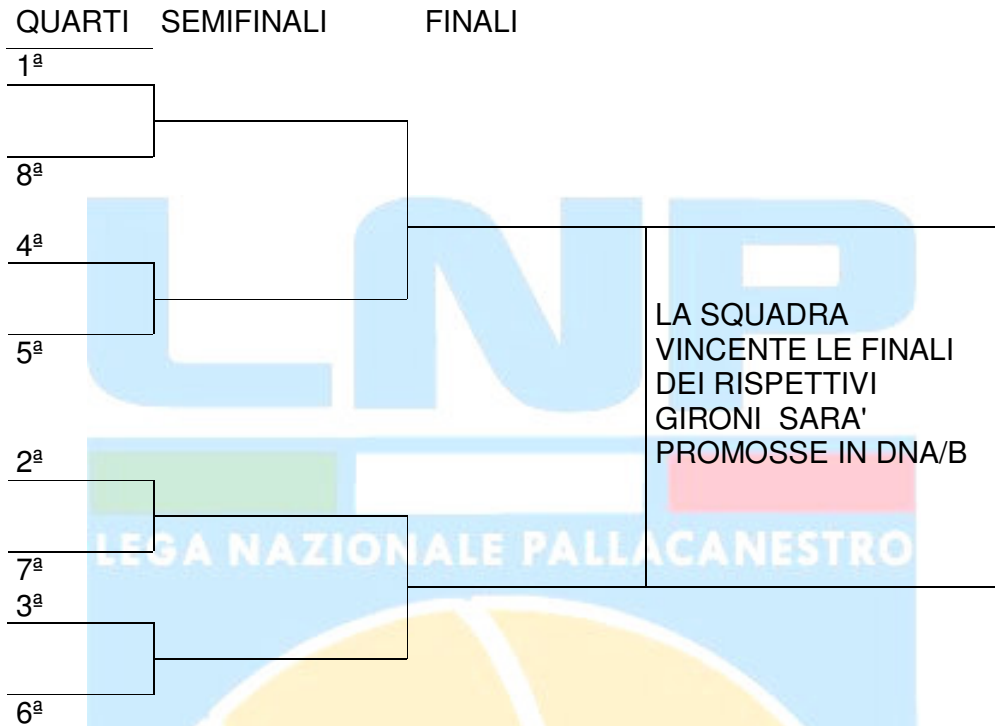 QUARTI SEMIFINALI FINALI
1ª
8ª
4ª
5ª
LA SQUADRA
VINCENTE LE FINALI
DEI RISPETTIVI
GIRONI SARA'
PROMOSSE IN DNA/B
2ª
7ª
3ª
6ª
LNP
LEGA NAZIONALE PALLACANESTRO